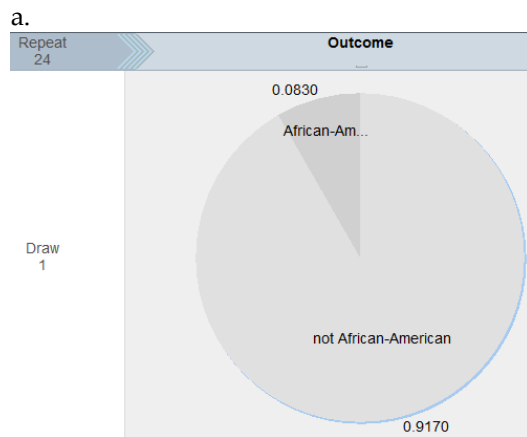 a.
Repeat
24
Outcome
0.0830
African-Am...
Draw
1
not African-American
0.9170